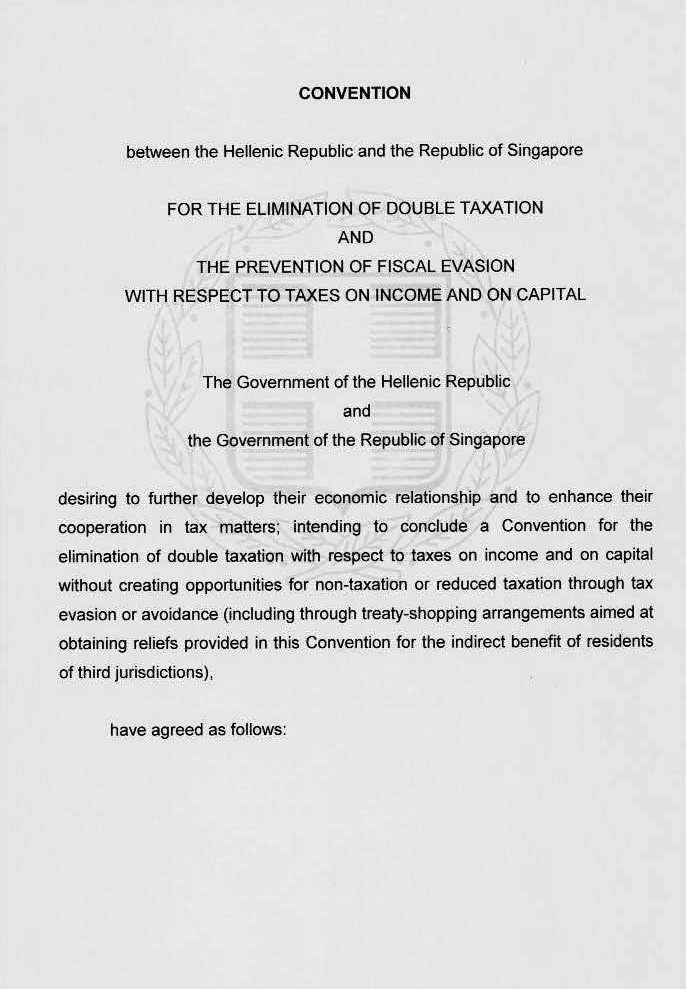 CONVENTION
between the Hellenic Republic and the Republic of Singapore
FOR THE ELIMINATION OF DOUBLE TAXATION
AND
THE PREVENTION OF FISCAL EVASION
WITH RESPECT TO TAXES ON INCOME AND ON CAPITAL
The Government of the Hellenic Republic
and
the Government of the Republic of Singapore
desiring to further develop their economic relationship and to enhance their
cooperation in tax matters; intending to conclude a Convention for the
elimination of double taxation with respect to taxes on income and on capital
without creating opportunities for non-taxation or reduced taxation through tax
evasion or avoidance (including through treaty-shopping arrangements aimed at
obtaining reliefs provided in this Convention for the indirect benefit of residents
of third jurisdictions),
have agreed as follows: